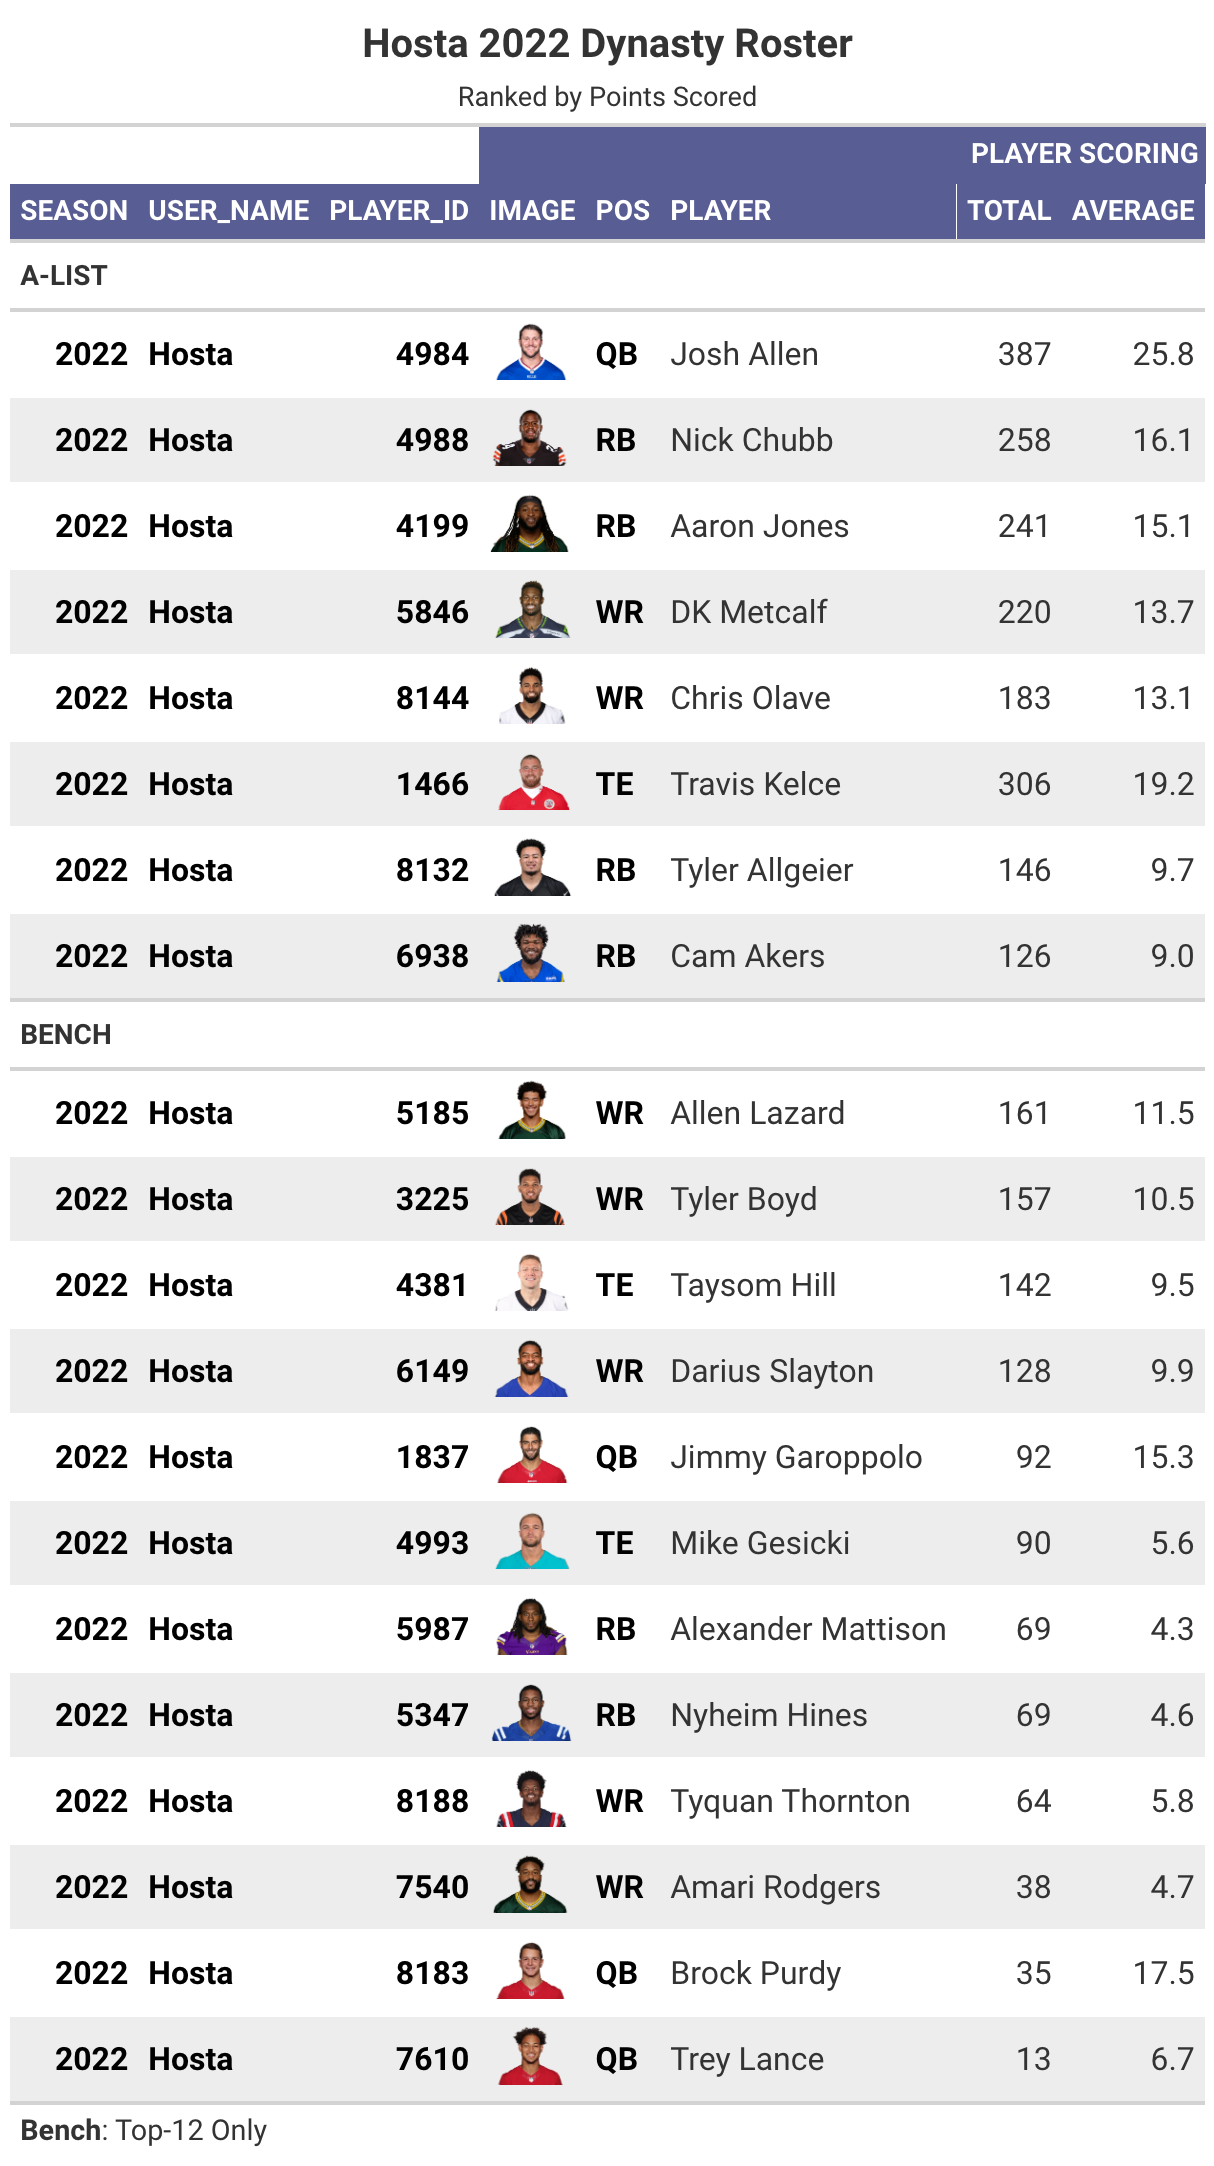 Hosta 2022 Dynasty Roster
Ranked by Points Scored
PLAYER SCORING
SEASON USER_NAME PLAYER_ID IMAGE POS PLAYER TOTAL AVERAGE
A-LIST
2022 Hosta 4984 QB Josh Allen 387 25.8
2022 Hosta 4988 RB Nick Chubb 258 16.1
2022 Hosta 4199 RB Aaron Jones 241 15.1
2022 Hosta 5846 WR DK Metcalf 220 13.7
2022 Hosta 8144 WR Chris Olave 183 13.1
2022 Hosta 1466 TE Travis Kelce 306 19.2
2022 Hosta 8132 RB Tyler Allgeier 146 9.7
2022 Hosta 6938 RB Cam Akers 126 9.0
BENCH
2022 Hosta 5185 WR Allen Lazard 161 11.5
2022 Hosta 3225 WR Tyler Boyd 157 10.5
2022 Hosta 4381 TE Taysom Hill 142 9.5
2022 Hosta 6149 WR Darius Slayton 128 9.9
2022 Hosta 1837 QB Jimmy Garoppolo 92 15.3
2022 Hosta 4993 TE Mike Gesicki 90 5.6
2022 Hosta 5987 RB Alexander Mattison 69 4.3
2022 Hosta 5347 RB Nyheim Hines 69 4.6
2022 Hosta 8188 WR Tyquan Thornton 64 5.8
2022 Hosta 7540 WR Amari Rodgers 38 4.7
2022 Hosta 8183 QB Brock Purdy 35 17.5
2022 Hosta 7610 QB Trey Lance 13 6.7
Bench: Top-12 Only